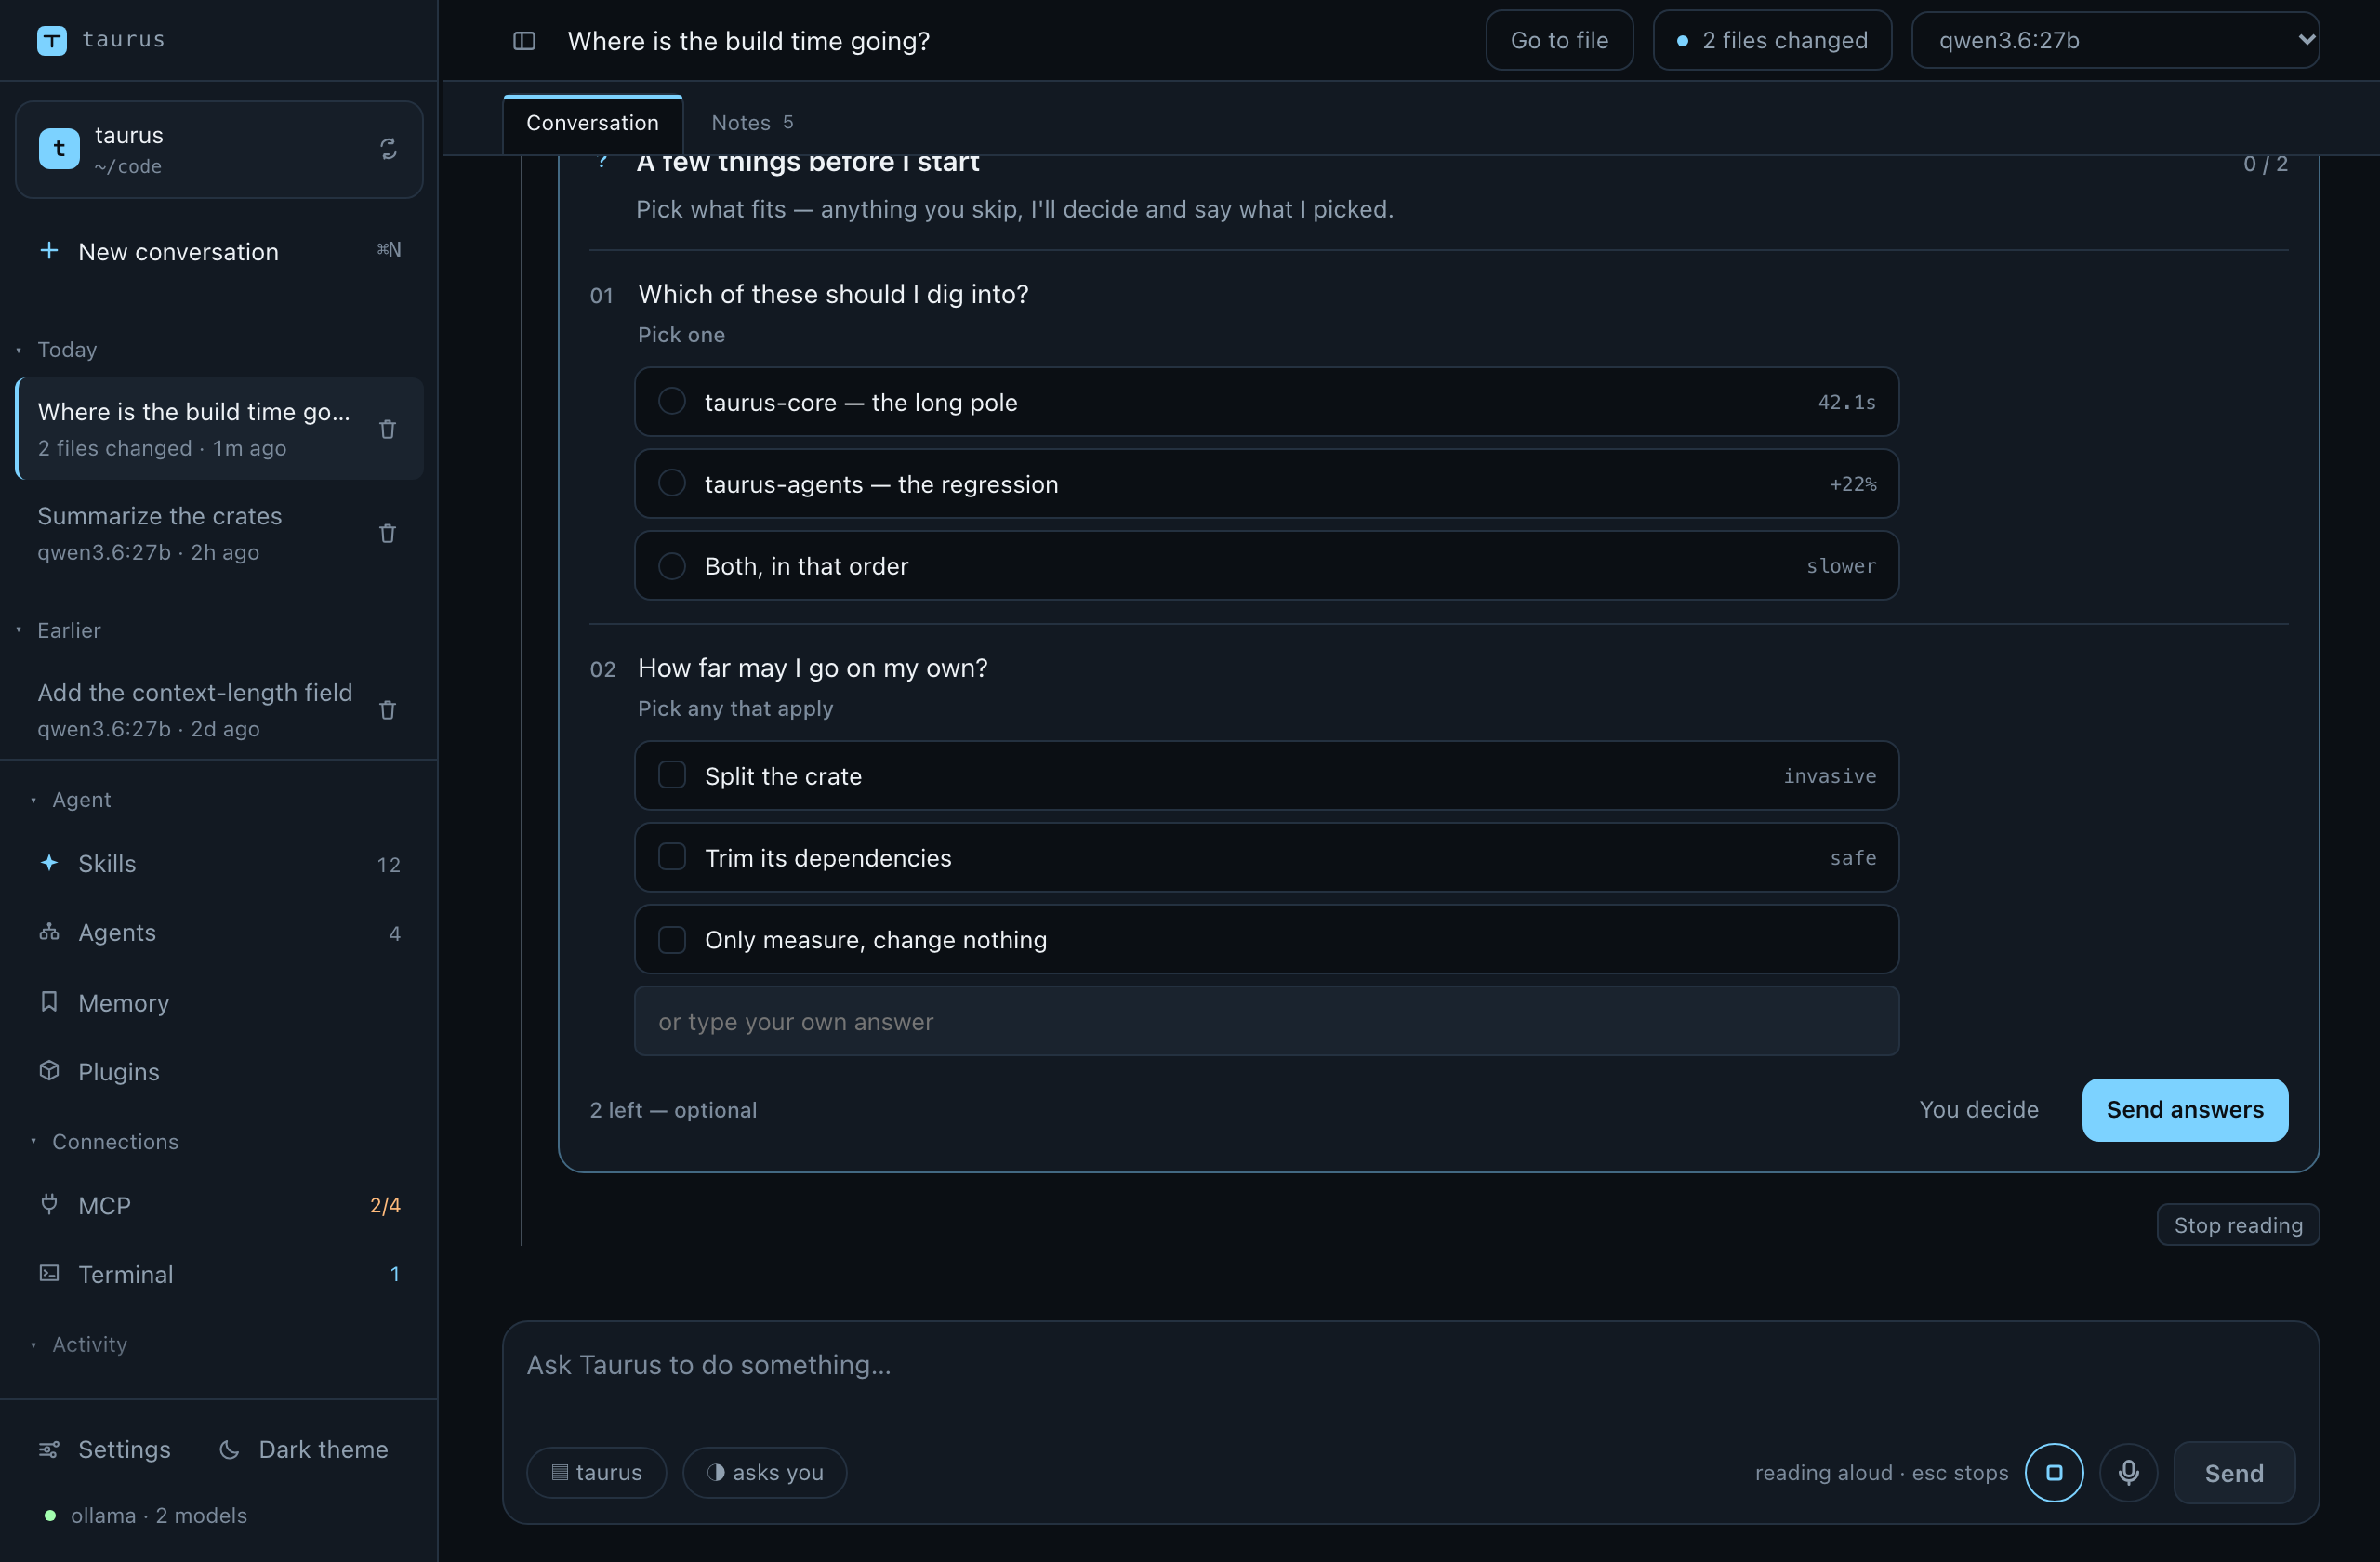 taurus
t
taurus
~/code
New conversation
⌘N
Today
Where is the build time go...
2 files changed · 1m ago
Summarize the crates
qwen3.6:27b · 2h ago
Earlier
Add the context-length field
qwen3.6:27b · 2d ago
Agent
Skills
12
Agents
4
Memory
Plugins
Connections
MCP
2/4
Terminal
1
Activity
Settings
Dark theme
ollama · 2 models
Where is the build time going?
Go to file
2 files changed
qwen3.6:27b
Conversation
Notes 5
? A few things before I start
0 / 2
Pick what fits — anything you skip, I'll decide and say what I picked.
01 Which of these should I dig into?
Pick one
taurus-core — the long pole
42.1s
taurus-agents — the regression
+22%
Both, in that order
slower
02 How far may I go on my own?
Pick any that apply
Split the crate
invasive
Trim its dependencies
safe
Only measure, change nothing
or type your own answer
2 left — optional
You decide
Send answers
Stop reading
Ask Taurus to do something...
taurus
asks you
reading aloud · esc stops
Send